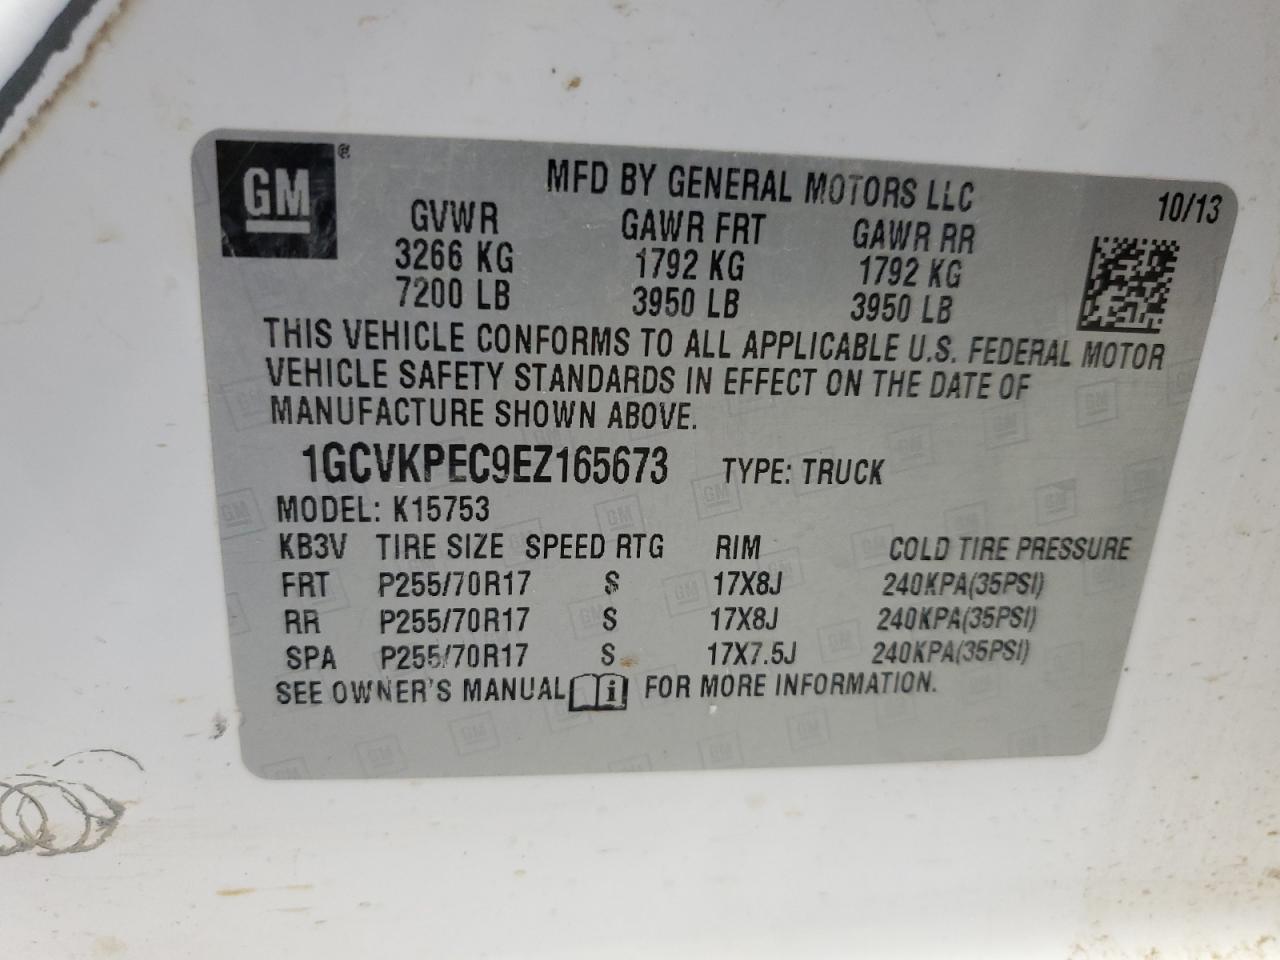 GM®
MFD BY GENERAL MOTORS LLC
10/13
GVWR GAWR FRT GAWR RR
3266 KG 1792 KG 1792 KG
7200 LB 3950 LB 3950 LB
THIS VEHICLE CONFORMS TO ALL APPLICABLE U.S. FEDERAL MOTOR
VEHICLE SAFETY STANDARDS IN EFFECT ON THE DATE OF
MANUFACTURE SHOWN ABOVE.
1GCVKPEC9EZ165673 TYPE: TRUCK
MODEL: K15753
KB3V TIRE SIZE SPEED RTG RIM COLD TIRE PRESSURE
FRT P255/70R17 S 17X8J 240KPA(35PSI)
RR P255/70R17 S 17X8J 240KPA(35PSI)
SPA P255/70R17 S 17X7.5J 240KPA(35PSI)
SEE OWNER'S MANUAL i FOR MORE INFORMATION.